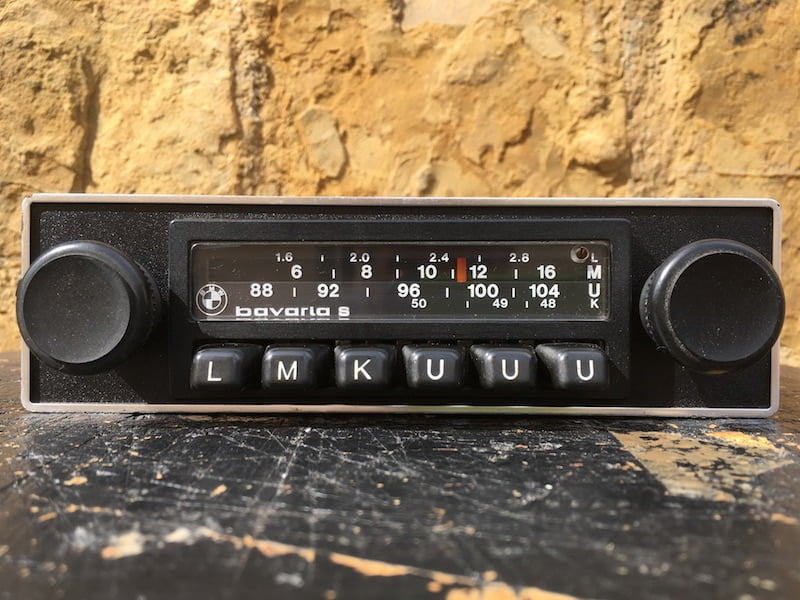 1.6 2.0 2.4 2.8 L
6 8 10 12 16 M
88 92 96 100 104 U
50 49 48 K
bavaria s
L M K U U U